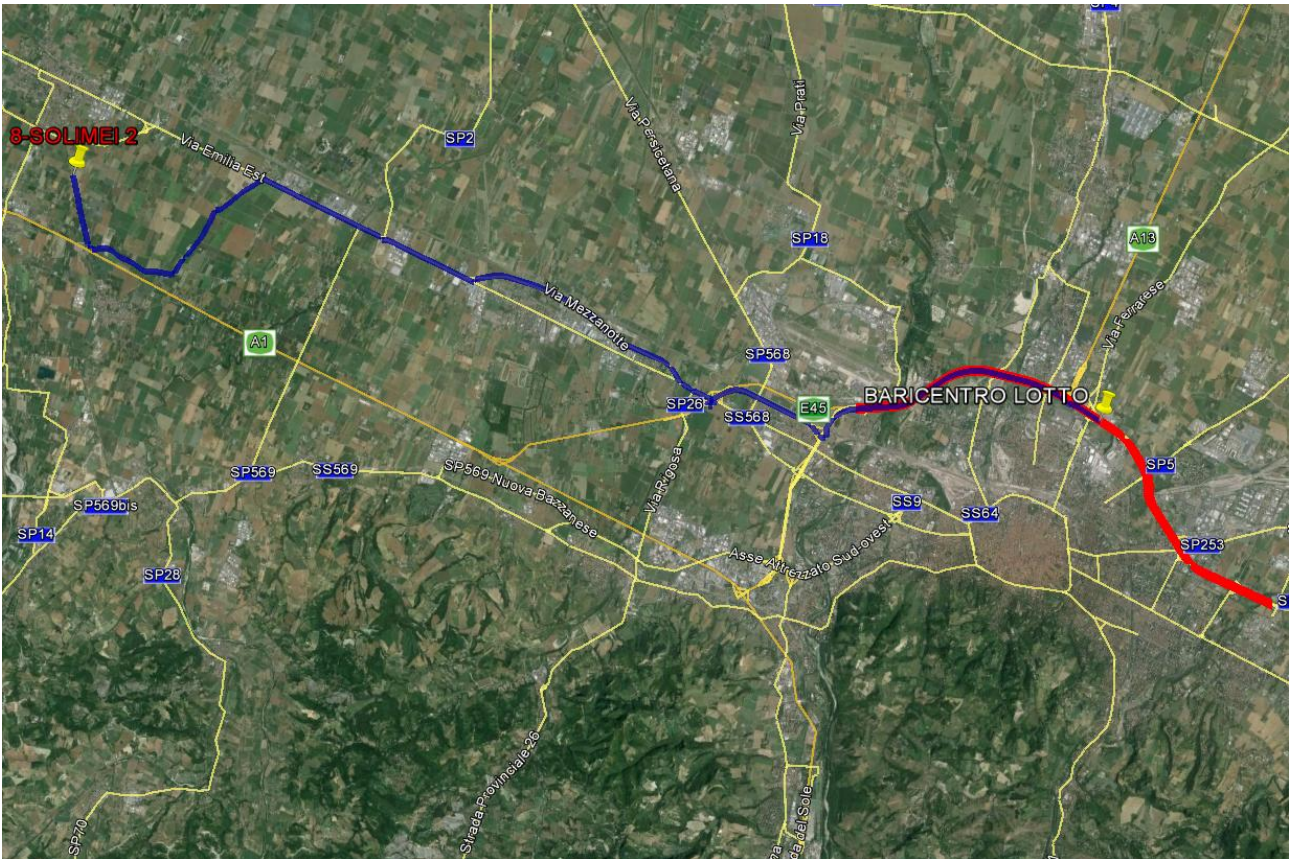 SP4
8-SOLIMEI 2
Via Emilia Est
SP2
Via Persicetana
Via Prati
SP18
A13
Via Ferrarese
A1
Via Mezzanotte
SP568
BARICENTRO LOTTO
SP26
SS568
E45
SP569
SS569
SP569 Nuova Bazzanese
Via Rigosa
SP5
SP569bis
SS9
SS64
SP14
Asse Attrezzato Sud-ovest
SP253
SP28
Strada Provinciale 26
SP70